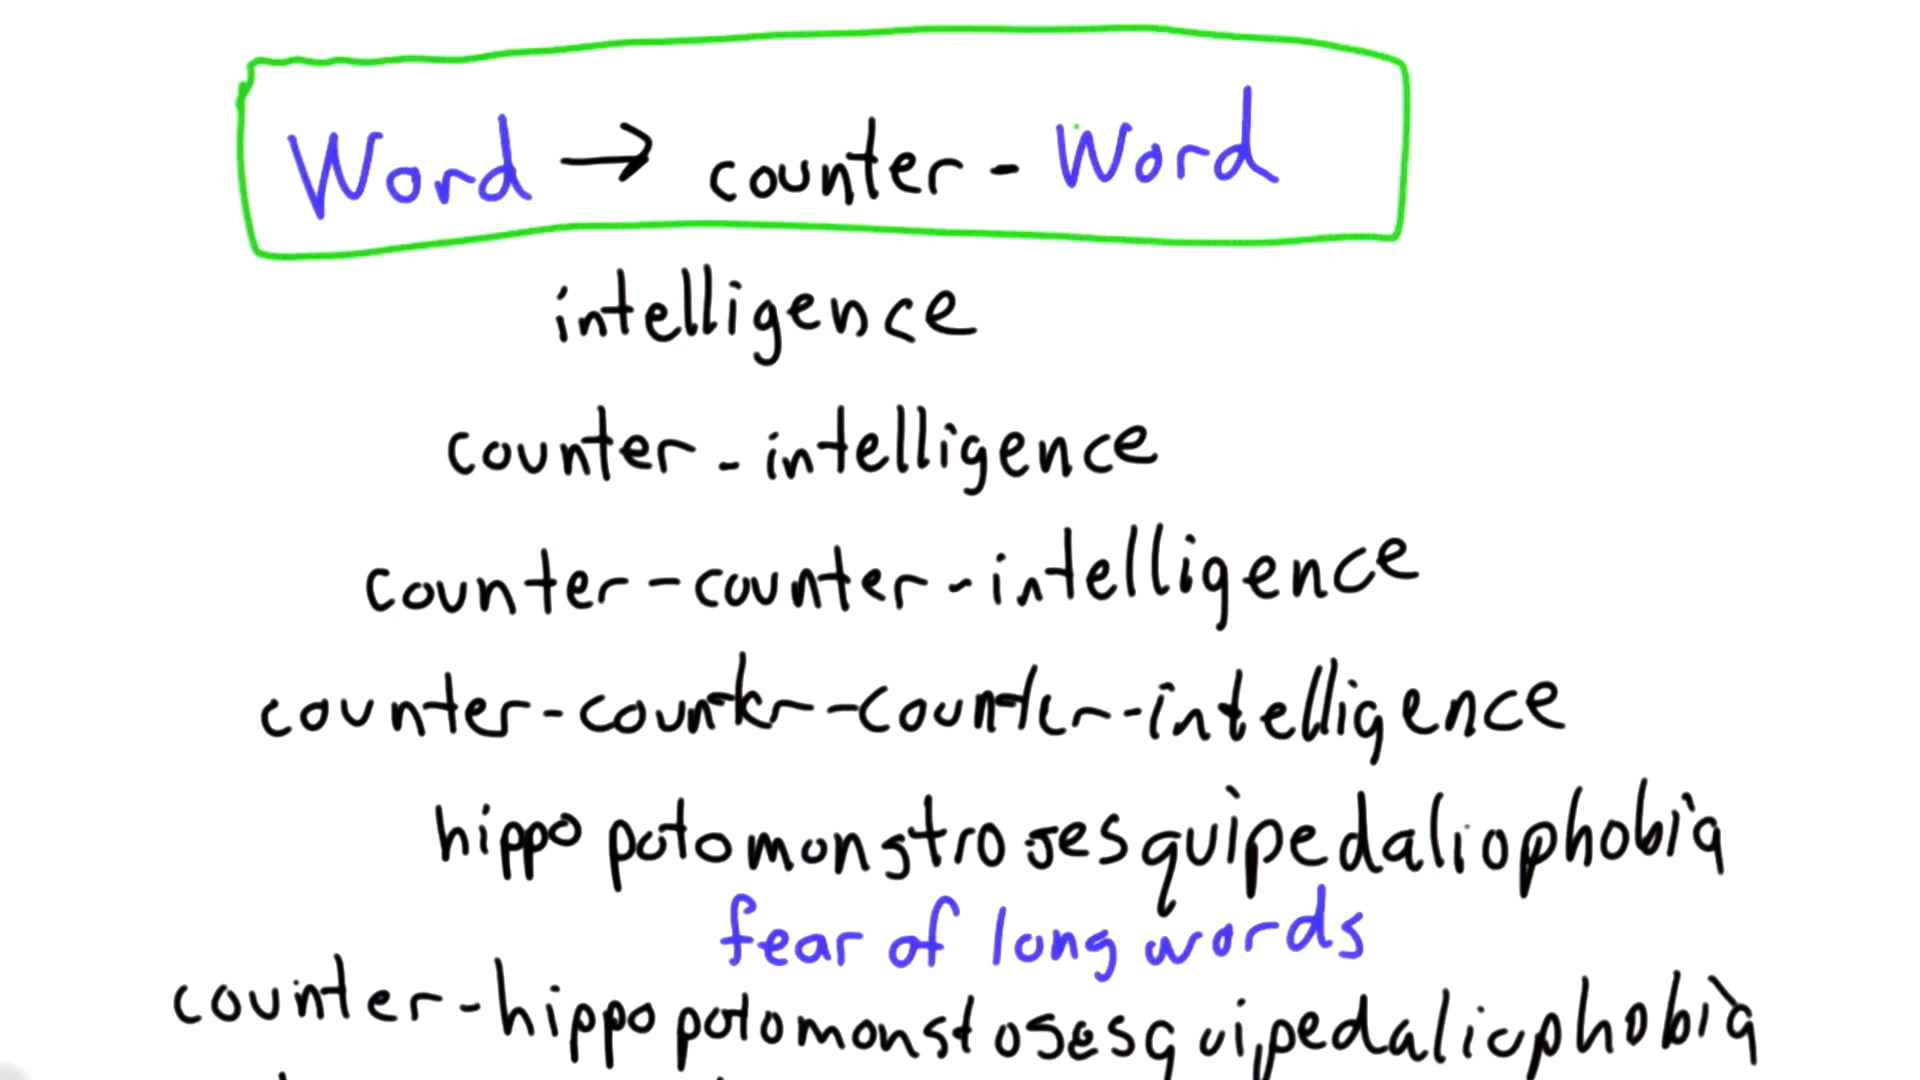 Word → counter - Word
intelligence
counter - intelligence
counter-counter-intelligence
counter-counter-counter-intelligence
hippopotomonstrosesquipedaliophobia
fear of long words
counter-hippopotomonstosesquipedaliophobia